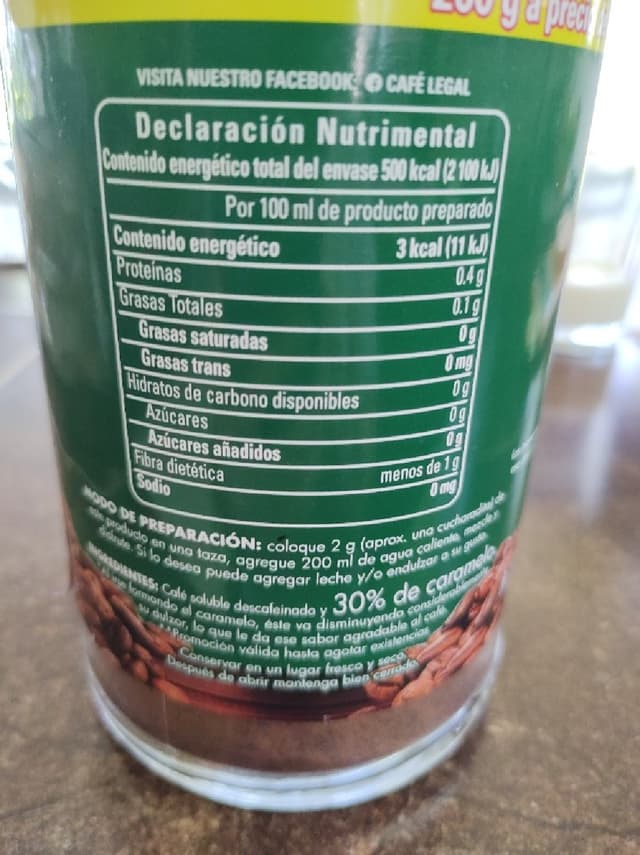 200 g a preci
VISITA NUESTRO FACEBOOK: CAFÉ LEGAL
Declaración Nutrimental
Contenido energético total del envase 500 kcal (2 100 kJ)
Por 100 ml de producto preparado
Contenido energético 3 kcal (11 kJ)
Proteínas 0.4 g
Grasas Totales 0.1 g
Grasas saturadas 0 g
Grasas trans 0 mg
Hidratos de carbono disponibles 0 g
Azúcares 0 g
Azúcares añadidos 0 g
Fibra dietética menos de 1 g
Sodio 0 mg
MODO DE PREPARACIÓN: coloque 2 g (aprox. una cucharadita) de
este producto en una taza, agregue 200 ml de agua caliente, mezcle y
disfrute. Si lo desea puede agregar leche y/o endulzar a su gusto.
INGREDIENTES: Café soluble descafeinado y 30% de caramelo.
formando el caramelo, éste va disminuyendo considerablemente
su dulzor, lo que le da ese sabor agradable al café.
*Promoción válida hasta agotar existencias
Conservar en un lugar fresco y seco.
Después de abrir mantenga bien cerrado.